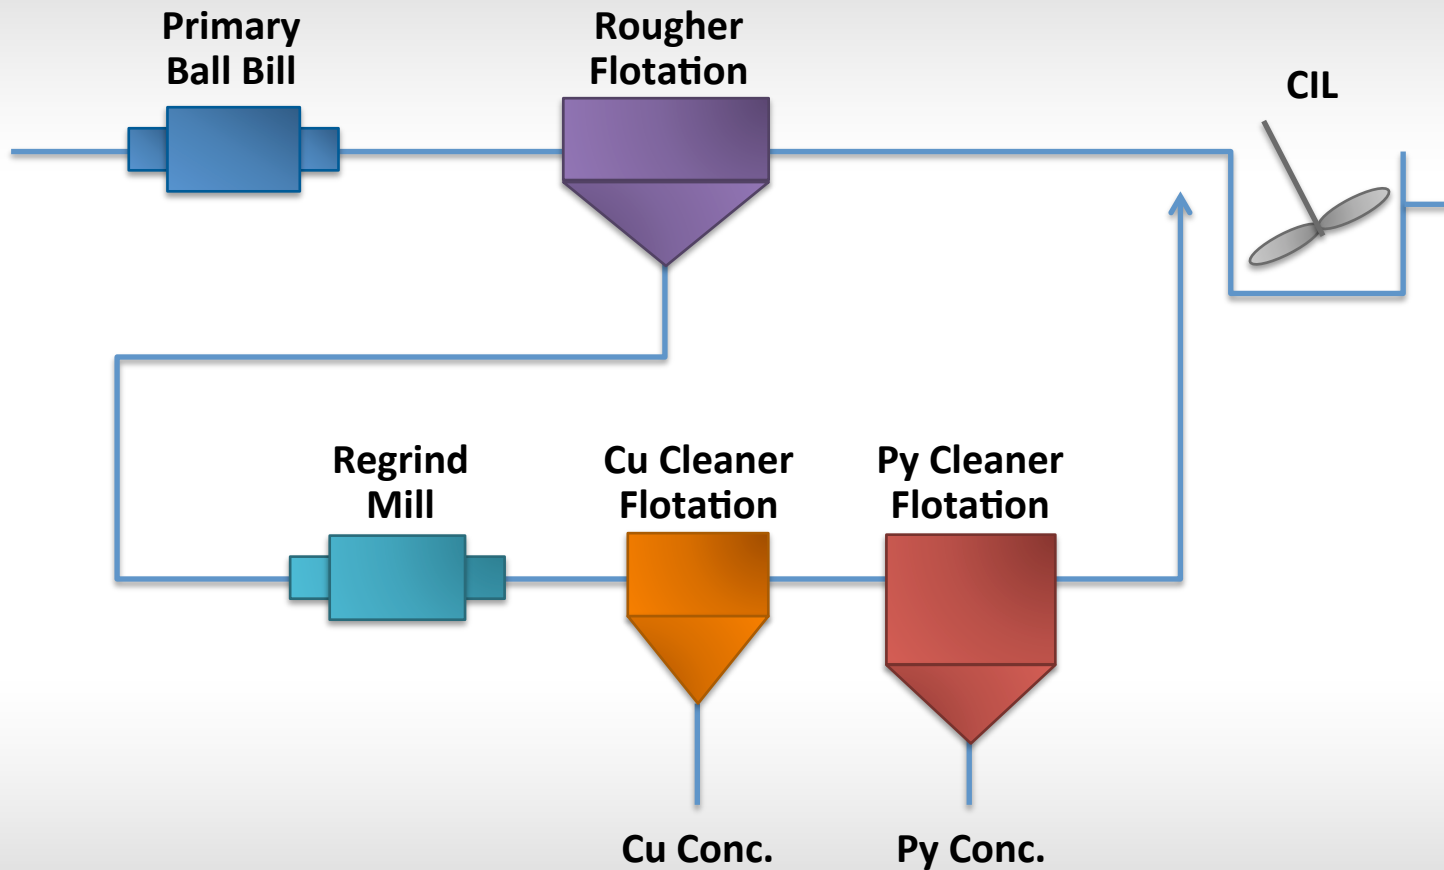 Primary
Ball Bill
Rougher
Flotation
CIL
Regrind
Mill
Cu Cleaner
Flotation
Py Cleaner
Flotation
Cu Conc.
Py Conc.